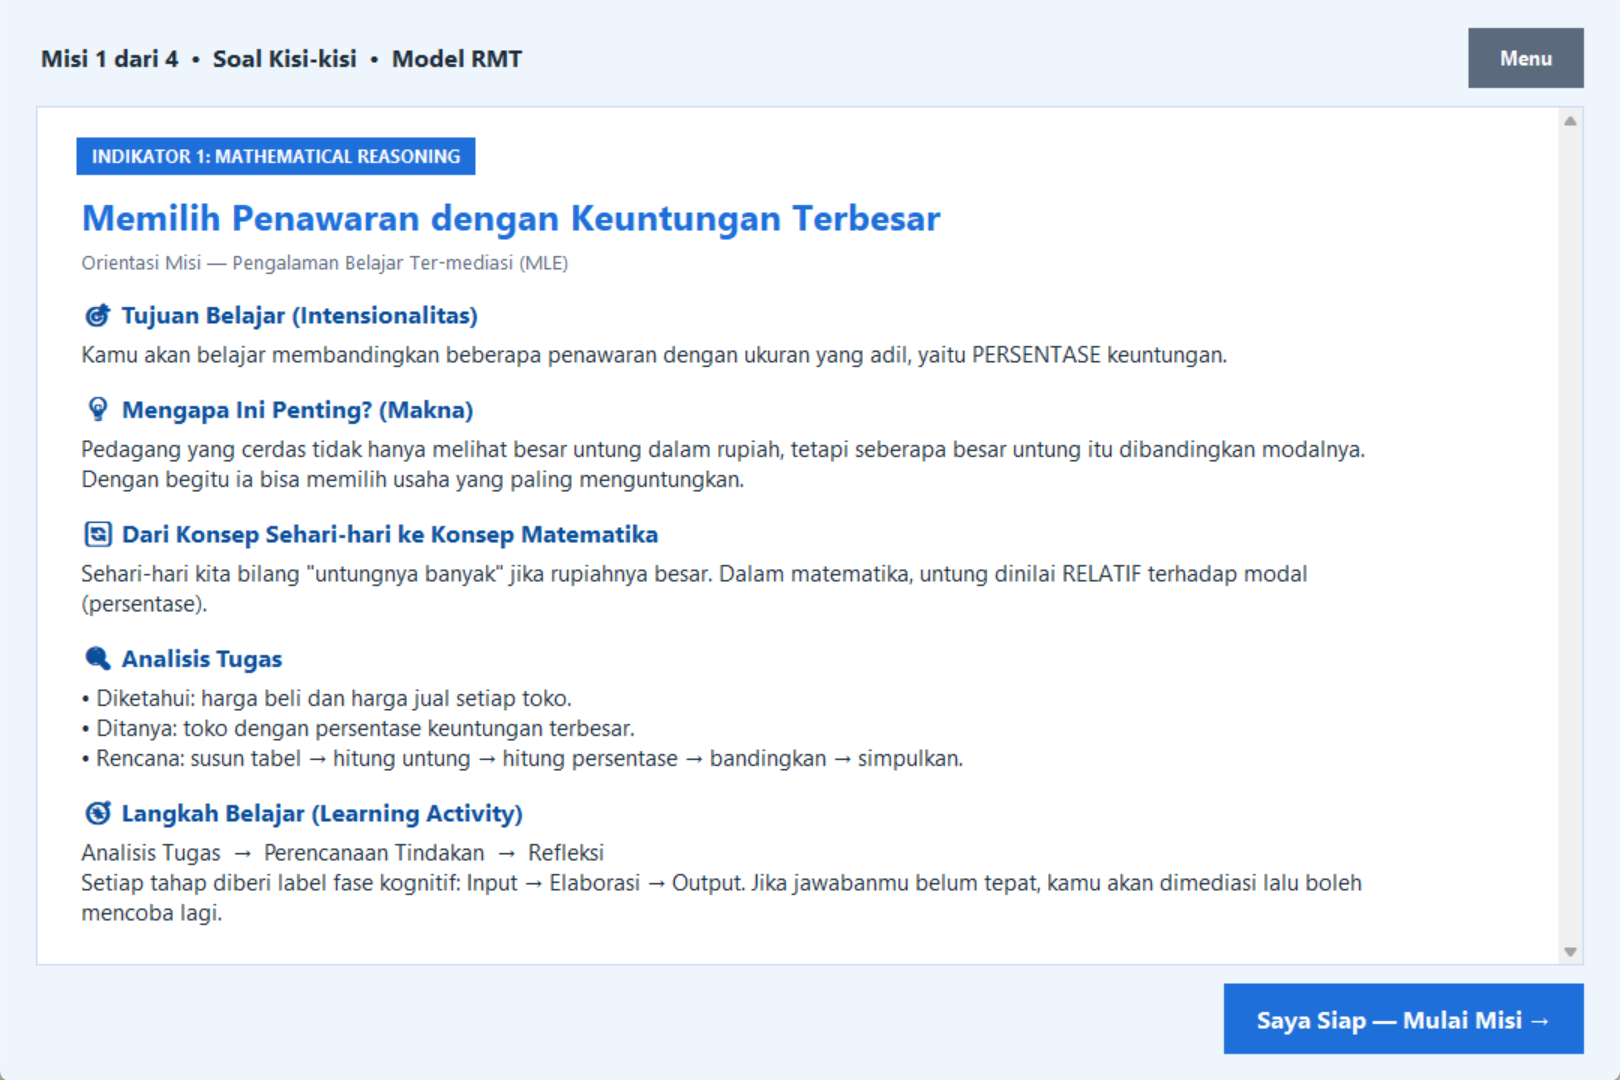 Misi 1 dari 4 • Soal Kisi-kisi • Model RMT
Menu
INDIKATOR 1: MATHEMATICAL REASONING
Memilih Penawaran dengan Keuntungan Terbesar
Orientasi Misi — Pengalaman Belajar Ter-mediasi (MLE)
Tujuan Belajar (Intensionalitas)
Kamu akan belajar membandingkan beberapa penawaran dengan ukuran yang adil, yaitu PERSENTASE keuntungan.
Mengapa Ini Penting? (Makna)
Pedagang yang cerdas tidak hanya melihat besar untung dalam rupiah, tetapi seberapa besar untung itu dibandingkan modalnya.
Dengan begitu ia bisa memilih usaha yang paling menguntungkan.
Dari Konsep Sehari-hari ke Konsep Matematika
Sehari-hari kita bilang "untungnya banyak" jika rupiahnya besar. Dalam matematika, untung dinilai RELATIF terhadap modal
(persentase).
Analisis Tugas
• Diketahui: harga beli dan harga jual setiap toko.
• Ditanya: toko dengan persentase keuntungan terbesar.
• Rencana: susun tabel → hitung untung → hitung persentase → bandingkan → simpulkan.
Langkah Belajar (Learning Activity)
Analisis Tugas → Perencanaan Tindakan → Refleksi
Setiap tahap diberi label fase kognitif: Input → Elaborasi → Output. Jika jawabanmu belum tepat, kamu akan dimediasi lalu boleh
mencoba lagi.
Saya Siap — Mulai Misi →